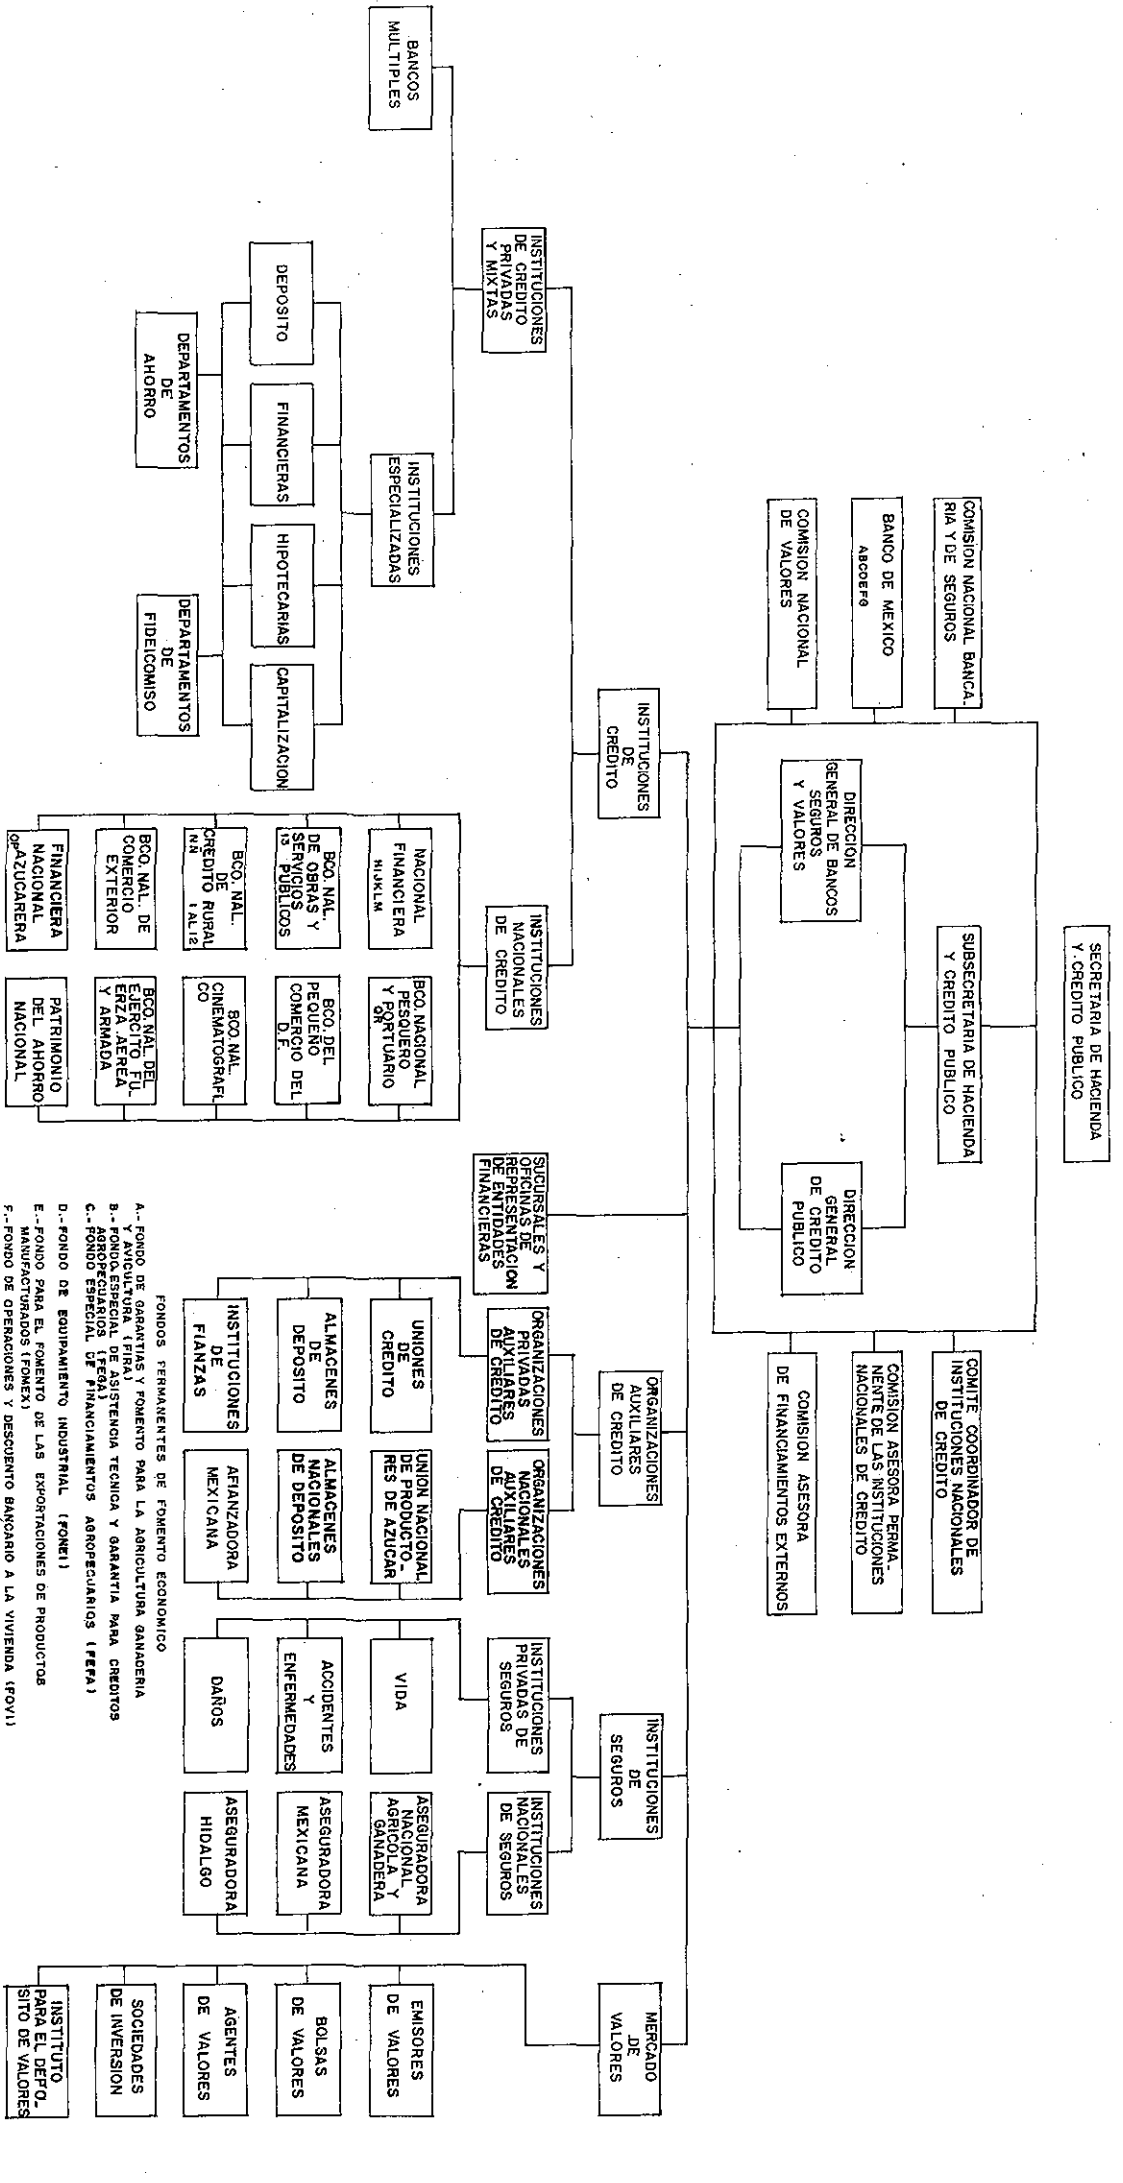 SECRETARIA DE HACIENDA
Y CREDITO PUBLICO
SUBSECRETARIA DE HACIENDA
Y CREDITO PUBLICO
COMISION NACIONAL BANCA-
RIA Y DE SEGUROS
BANCO DE MEXICO
ABCDEFG
COMISION NACIONAL
DE VALORES
DIRECCION
GENERAL DE BANCOS
SEGUROS
Y VALORES
DIRECCION
GENERAL
DE CREDITO
PUBLICO
COMITE COORDINADOR DE
INSTITUCIONES NACIONALES
DE CREDITO
COMISION ASESORA PERMA-
NENTE DE LAS INSTITUCIONES
NACIONALES DE CREDITO
COMISION ASESORA
DE FINANCIAMIENTOS EXTERNOS
INSTITUCIONES
DE
CREDITO
ORGANIZACIONES
AUXILIARES
DE CREDITO
INSTITUCIONES
DE
SEGUROS
MERCADO
DE
VALORES
INSTITUCIONES
DE CREDITO
PRIVADAS
Y MIXTAS
INSTITUCIONES
NACIONALES
DE CREDITO
SUCURSALES Y
OFICINAS DE
REPRESENTACION
DE ENTIDADES
FINANCIERAS
ORGANIZACIONES
PRIVADAS
AUXILIARES
DE CREDITO
ORGANIZACIONES
NACIONALES
AUXILIARES
DE CREDITO
INSTITUCIONES
PRIVADAS DE
SEGUROS
INSTITUCIONES
NACIONALES
DE SEGUROS
BANCOS
MULTIPLES
INSTITUCIONES
ESPECIALIZADAS
NACIONAL
FINANCIERA
HIJKLM
BCO. NACIONAL
PESQUERO
Y PORTUARIO
QR
UNIONES
DE
CREDITO
UNION NACIONAL
DE PRODUCTO-
RES DE AZUCAR
VIDA
ASEGURADORA
NACIONAL
AGRICOLA Y
GANADERA
EMISORES
DE VALORES
DEPOSITO
FINANCIERAS
HIPOTECARIAS
CAPITALIZACION
BCO. NAL.
DE OBRAS Y
SERVICIOS
13 PUBLICOS
BCO. DEL
PEQUEÑO
COMERCIO DEL
D.F.
ALMACENES
DE
DEPOSITO
ALMACENES
NACIONALES
DE DEPOSITO
ACCIDENTES
Y
ENFERMEDADES
ASEGURADORA
MEXICANA
BOLSAS
DE VALORES
BCO. NAL.
DE
CREDITO RURAL
NÑ 1 AL 12
BCO. NAL.
CINEMATOGRAFI-
CO
INSTITUCIONES
DE
FIANZAS
AFIANZADORA
MEXICANA
DAÑOS
ASEGURADORA
HIDALGO
AGENTES
DE VALORES
DEPARTAMENTOS
DE
AHORRO
DEPARTAMENTOS
DE
FIDEICOMISO
BCO. NAL. DE
COMERCIO
EXTERIOR
BCO. NAL. DEL
EJERCITO FU-
ERZA AEREA
Y ARMADA
SOCIEDADES
DE INVERSION
FINANCIERA
NACIONAL
OP AZUCARERA
PATRIMONIO
DEL AHORRO
NACIONAL
INSTITUTO
PARA EL DEPO-
SITO DE VALORES
FONDOS PERMANENTES DE FOMENTO ECONOMICO
A.- FONDO DE GARANTIAS Y FOMENTO PARA LA AGRICULTURA GANADERIA
Y AVICULTURA (FIRA)
B.- FONDO ESPECIAL DE ASISTENCIA TECNICA Y GARANTIA PARA CREDITOS
AGROPECUARIOS (FEGA)
C.- FONDO ESPECIAL DE FINANCIAMIENTOS AGROPECUARIOS (FEFA)
D.- FONDO DE EQUIPAMIENTO INDUSTRIAL (FONEI)
E.- FONDO PARA EL FOMENTO DE LAS EXPORTACIONES DE PRODUCTOS
MANUFACTURADOS (FOMEX)
F.- FONDO DE OPERACIONES Y DESCUENTO BANCARIO A LA VIVIENDA (FOVI)